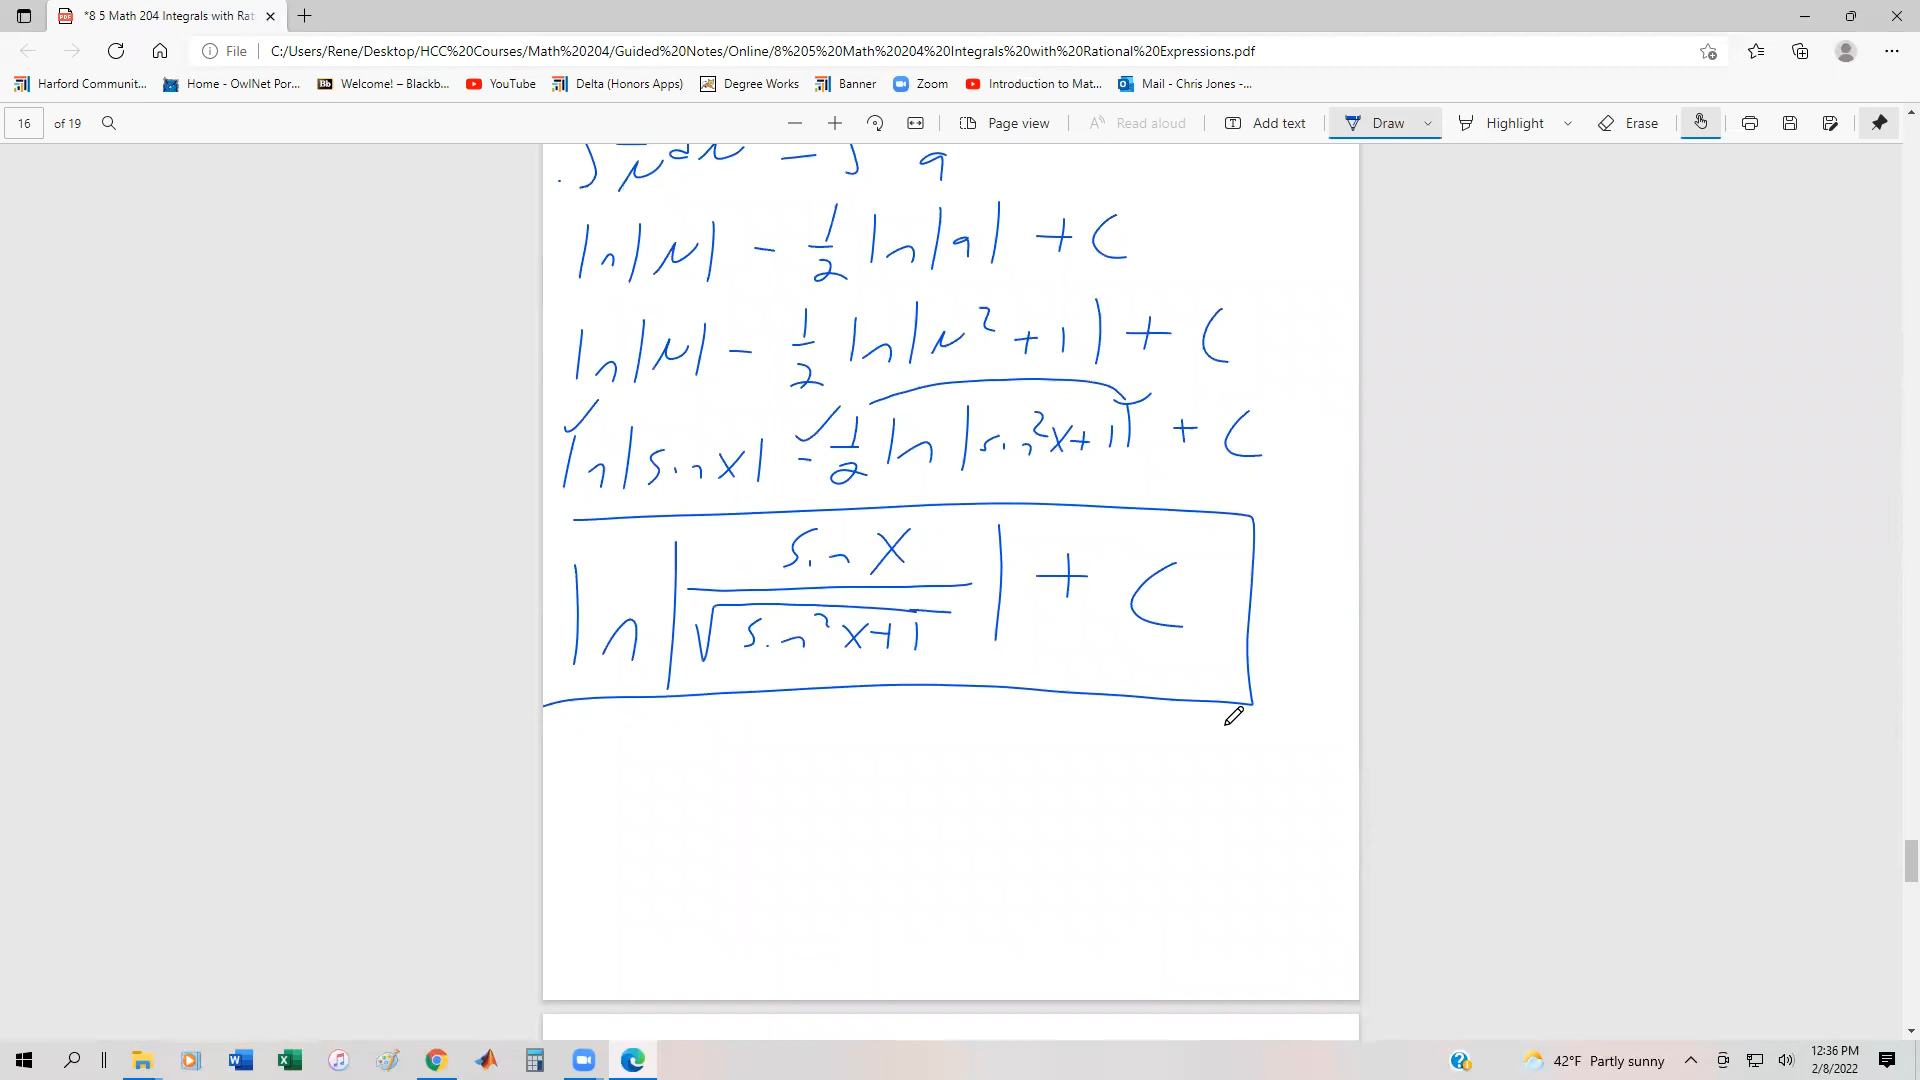 *8 5 Math 204 Integrals with Rat
File C:/Users/Rene/Desktop/HCC%20Courses/Math%20204/Guided%20Notes/Online/8%205%20Math%20204%20Integrals%20with%20Rational%20Expressions.pdf
Harford Communit... Home - OwlNet Por... Bb Welcome! – Blackb... YouTube Delta (Honors Apps) Degree Works Banner Zoom Introduction to Mat... Mail - Chris Jones -...
16 of 19 Page view Read aloud Add text Draw Highlight Erase
ln|u| - 1/2 ln|a| + C
ln|u| - 1/2 ln|u² + 1| + C
ln|sinx| - 1/2 ln|sin²x+1| + C
ln|sinx/√(sin²x+1)| + C
42°F Partly sunny 12:36 PM
2/8/2022